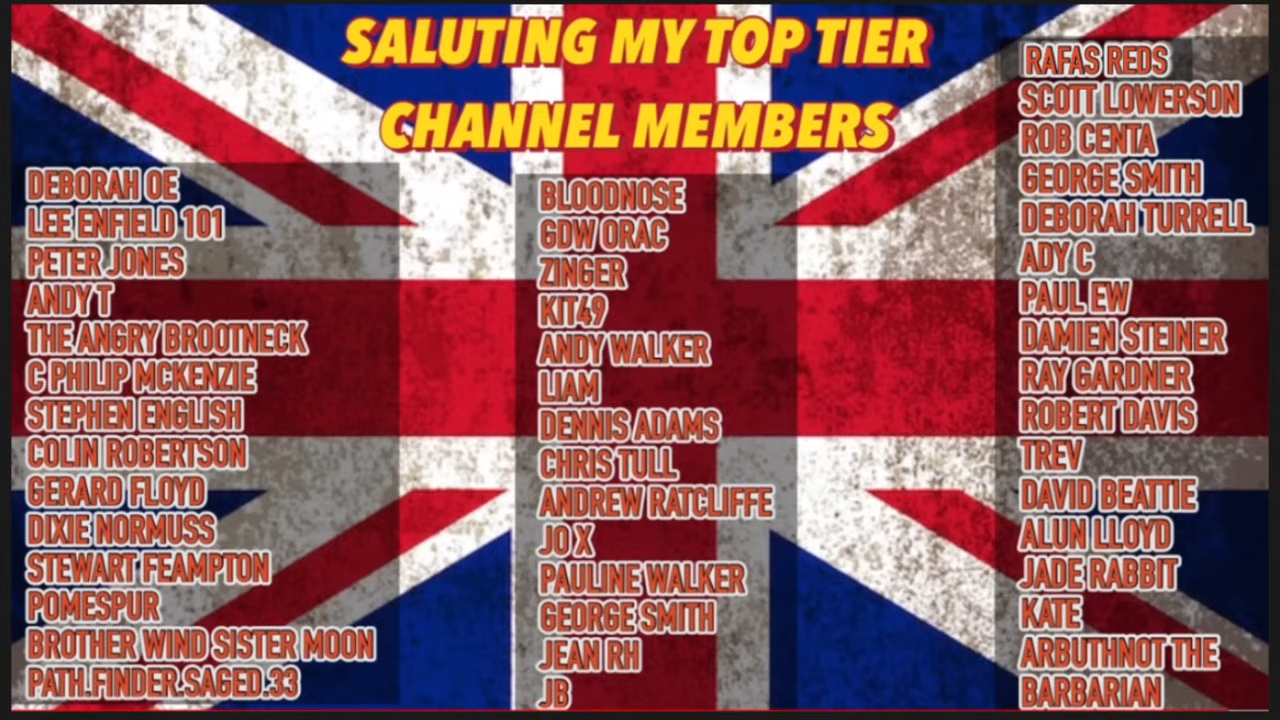 SALUTING MY TOP TIER
CHANNEL MEMBERS
DEBORAH OE
LEE ENFIELD 101
PETER JONES
ANDY T
THE ANGRY BROOTNECK
C PHILIP MCKENZIE
STEPHEN ENGLISH
COLIN ROBERTSON
GERARD FLOYD
DIXIE NORMUSS
STEWART FEAMPTON
POMESPUR
BROTHER WIND SISTER MOON
PATH.FINDER.SAGED.33
BLOODNOSE
GDW ORAC
ZINGER
KIT49
ANDY WALKER
LIAM
DENNIS ADAMS
CHRIS TULL
ANDREW RATCLIFFE
JO X
PAULINE WALKER
GEORGE SMITH
JEAN RH
JB
RAFAS REDS
SCOTT LOWERSON
ROB CENTA
GEORGE SMITH
DEBORAH TURRELL
ADY C
PAUL EW
DAMIEN STEINER
RAY GARDNER
ROBERT DAVIS
TREV
DAVID BEATTIE
ALUN LLOYD
JADE RABBIT
KATE
ARBUTHNOT THE
BARBARIAN